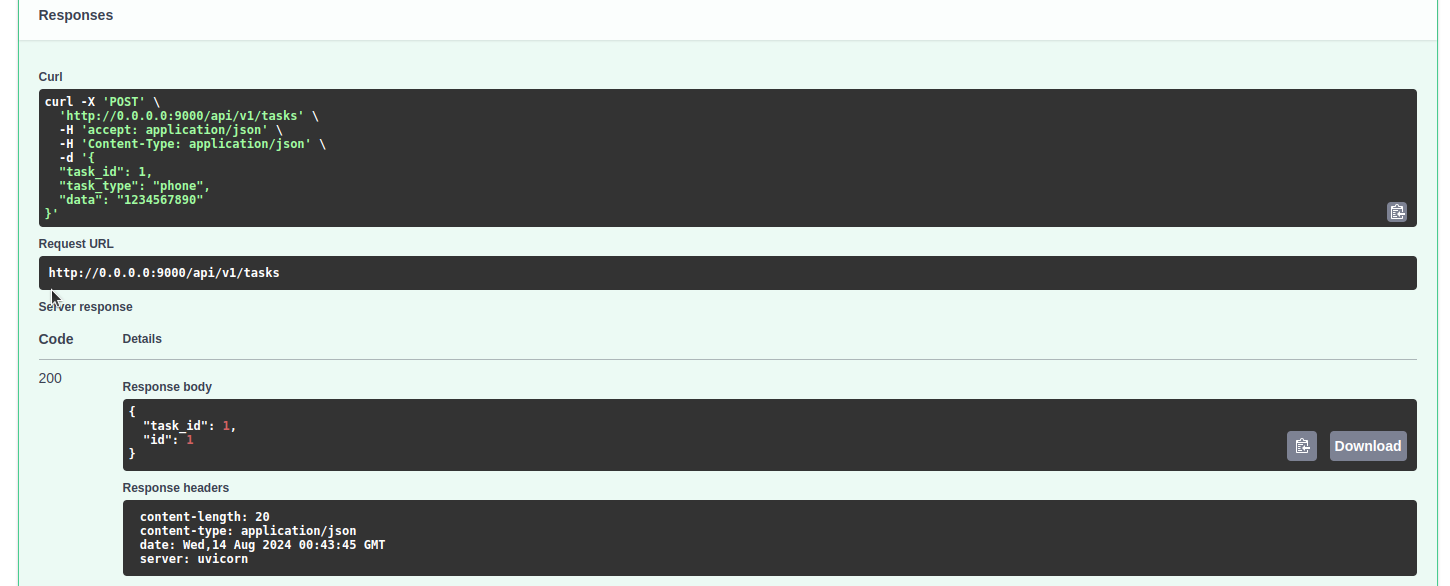 Responses
Curl
curl -X 'POST' \
  'http://0.0.0.0:9000/api/v1/tasks' \
  -H 'accept: application/json' \
  -H 'Content-Type: application/json' \
  -d '{
  "task_id": 1,
  "task_type": "phone",
  "data": "1234567890"
}'
Request URL
http://0.0.0.0:9000/api/v1/tasks
Server response
Code Details
200
Response body
{
  "task_id": 1,
  "id": 1
}
Download
Response headers
content-length: 20
content-type: application/json
date: Wed,14 Aug 2024 00:43:45 GMT
server: uvicorn